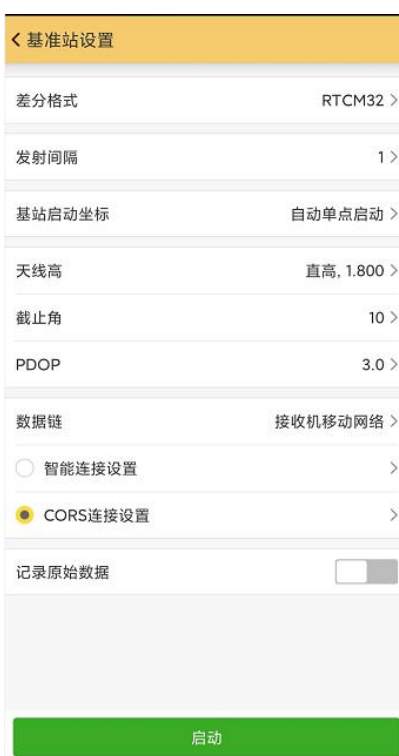 基准站设置
差分格式 RTCM32
发射间隔 1
基站启动坐标 自动单点启动
天线高 直高, 1.800
截止角 10
PDOP 3.0
数据链 接收机移动网络
智能连接设置
CORS连接设置
记录原始数据
启动